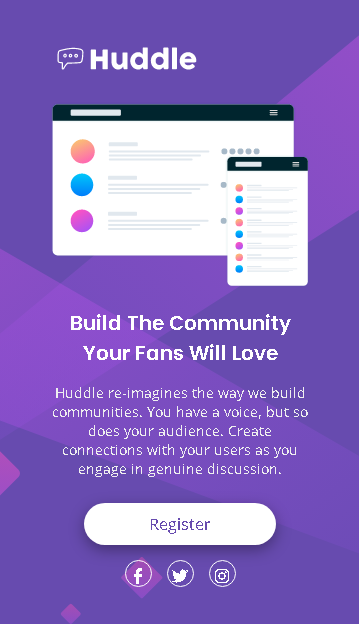 Huddle
Build The Community
Your Fans Will Love
Huddle re-imagines the way we build
communities. You have a voice, but so
does your audience. Create
connections with your users as you
engage in genuine discussion.
Register